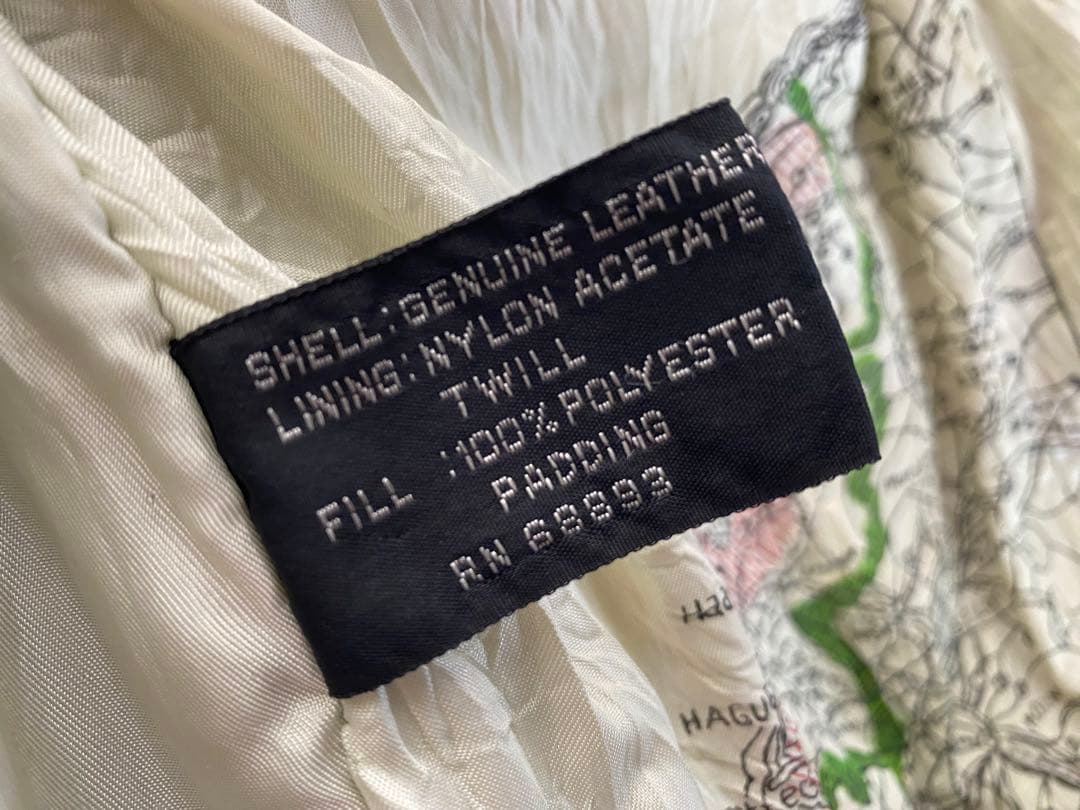 SHELL:GENUINE LEATHER
LINING:NYLON ACETATE
TWILL
FILL :100% POLYESTER
PADDING
RN 68893
HAGU